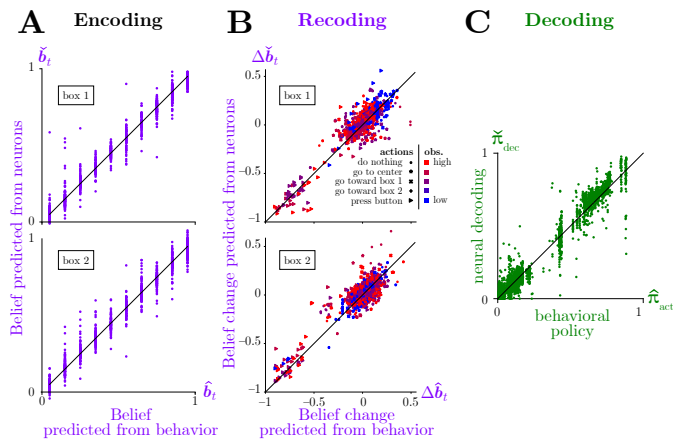 A
Encoding
b̌t
Belief predicted from neurons
1
box 1
0
1
box 2
0
0
1
b̂t
Belief
predicted from behavior
B
Recoding
Δb̌t
Belief change predicted from neurons
0.5
box 1
0
−0.5
−1
actions
obs.
do nothing
high
go to center
go toward box 1
go toward box 2
press button
low
0.5
box 2
0
−0.5
−1
−1
−0.5
0
0.5
Δb̂t
Belief change
predicted from behavior
C
Decoding
π̌dec
neural decoding
1
0
0
1
π̂act
behavioral
policy